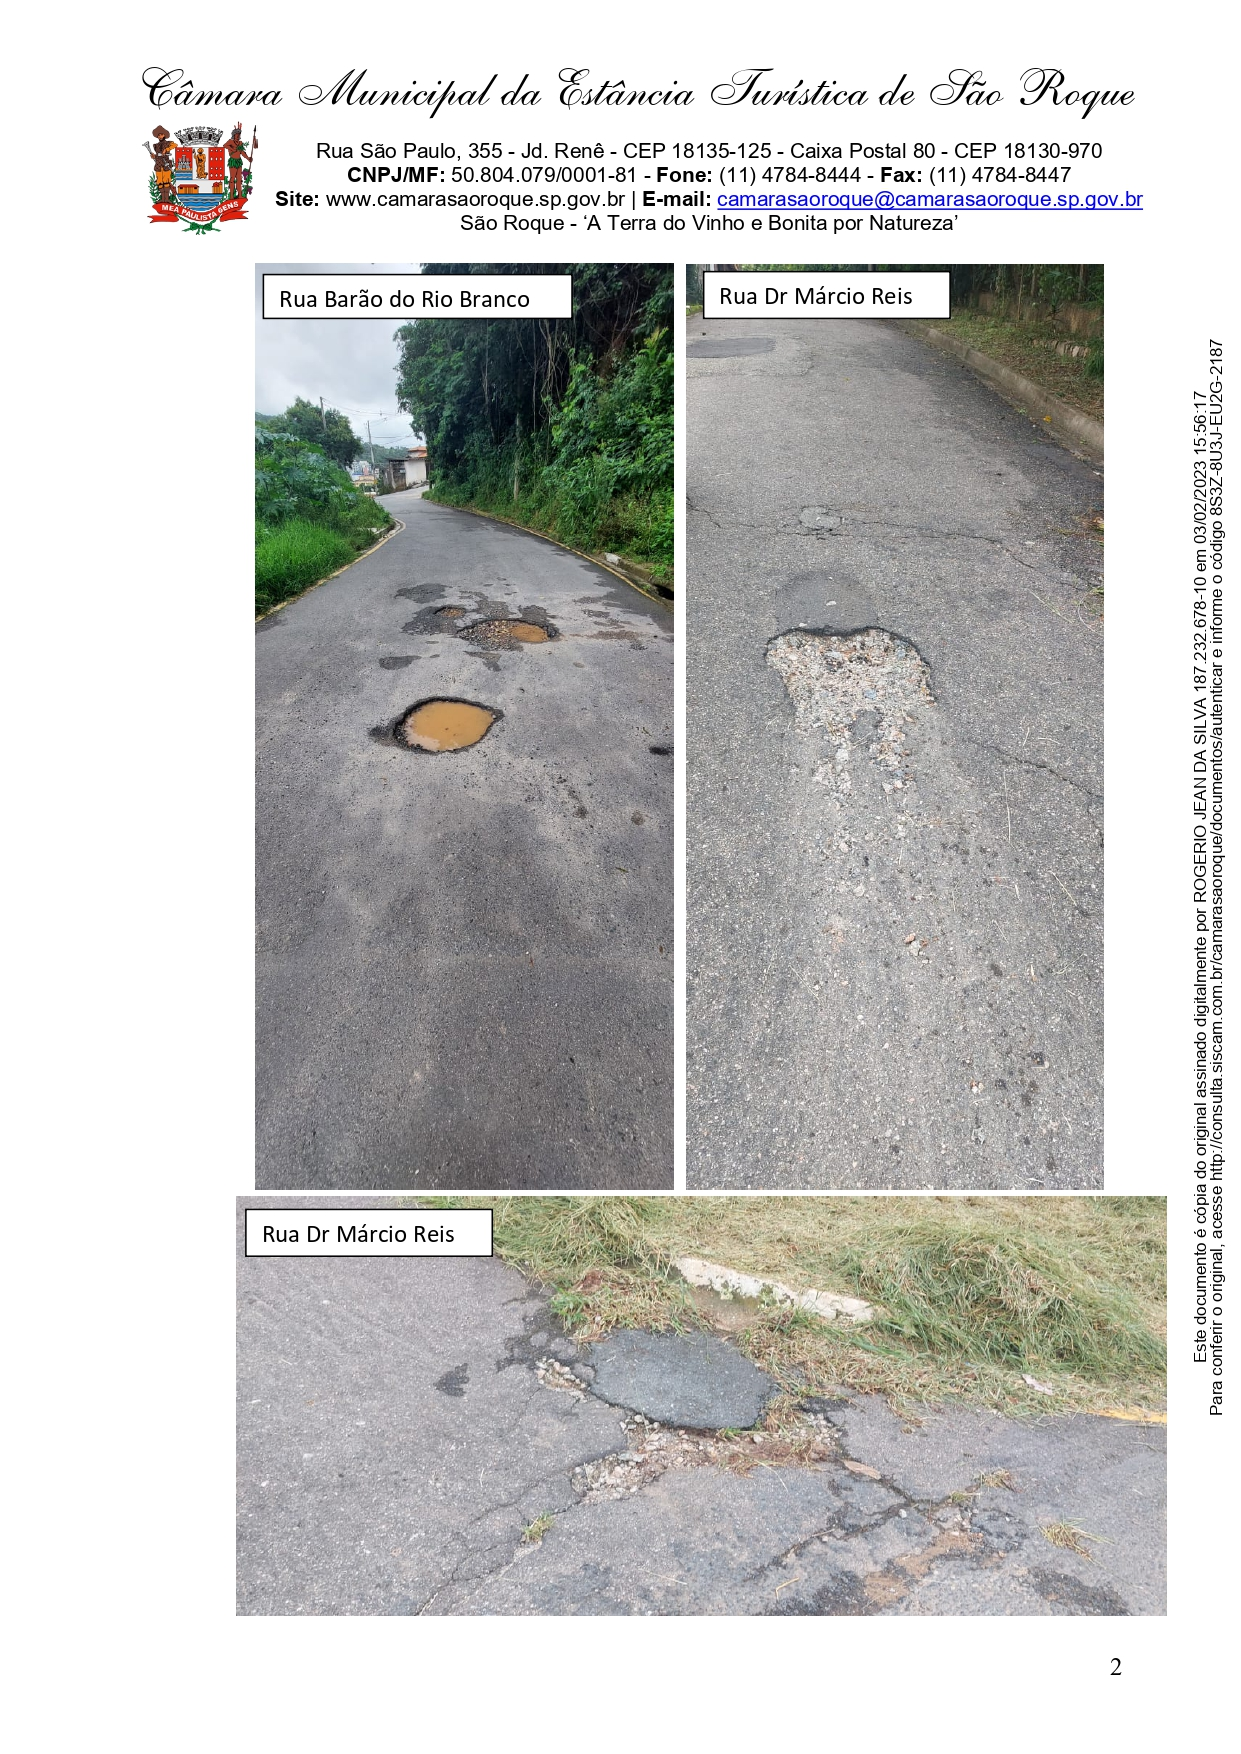 Câmara Municipal da Estância Turística de São Roque
Rua São Paulo, 355 - Jd. Renê - CEP 18135-125 - Caixa Postal 80 - CEP 18130-970
CNPJ/MF: 50.804.079/0001-81 - Fone: (11) 4784-8444 - Fax: (11) 4784-8447
Site: www.camarasaoroque.sp.gov.br | E-mail: camarasaoroque@camarasaoroque.sp.gov.br
São Roque - ‘A Terra do Vinho e Bonita por Natureza’
MEA PAULISTA GENS
Rua Barão do Rio Branco
Rua Dr Márcio Reis
Rua Dr Márcio Reis
2
Este documento é cópia do original assinado digitalmente por ROGERIO JEAN DA SILVA 187.232.678-10 em 03/02/2023 15:56:17
Para conferir o original, acesse http://consulta.siscam.com.br/camarasaoroque/documentos/autenticar e informe o código 8S3Z-8U3J-EU2G-2187